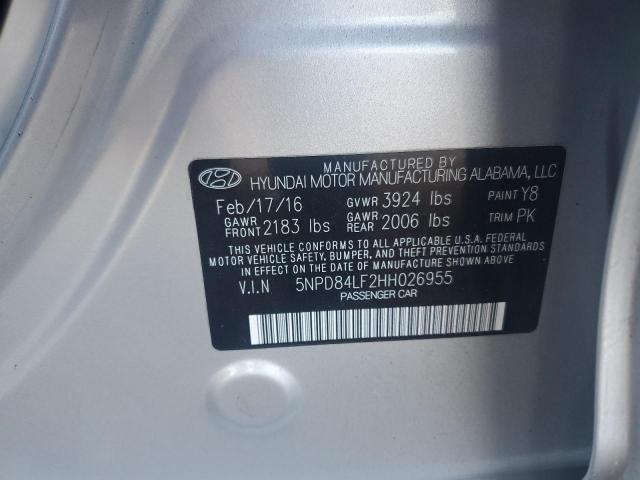 MANUFACTURED BY
HYUNDAI MOTOR MANUFACTURING ALABAMA, LLC
Feb/17/16 GVWR 3924 lbs PAINT Y8
GAWR FRONT 2183 lbs GAWR REAR 2006 lbs TRIM PK
THIS VEHICLE CONFORMS TO ALL APPLICABLE U.S.A. FEDERAL
MOTOR VEHICLE SAFETY, BUMPER, AND THEFT PREVENTION STANDARDS
IN EFFECT ON THE DATE OF MANUFACTURE SHOWN ABOVE.
V.I.N 5NPD84LF2HH026955
PASSENGER CAR